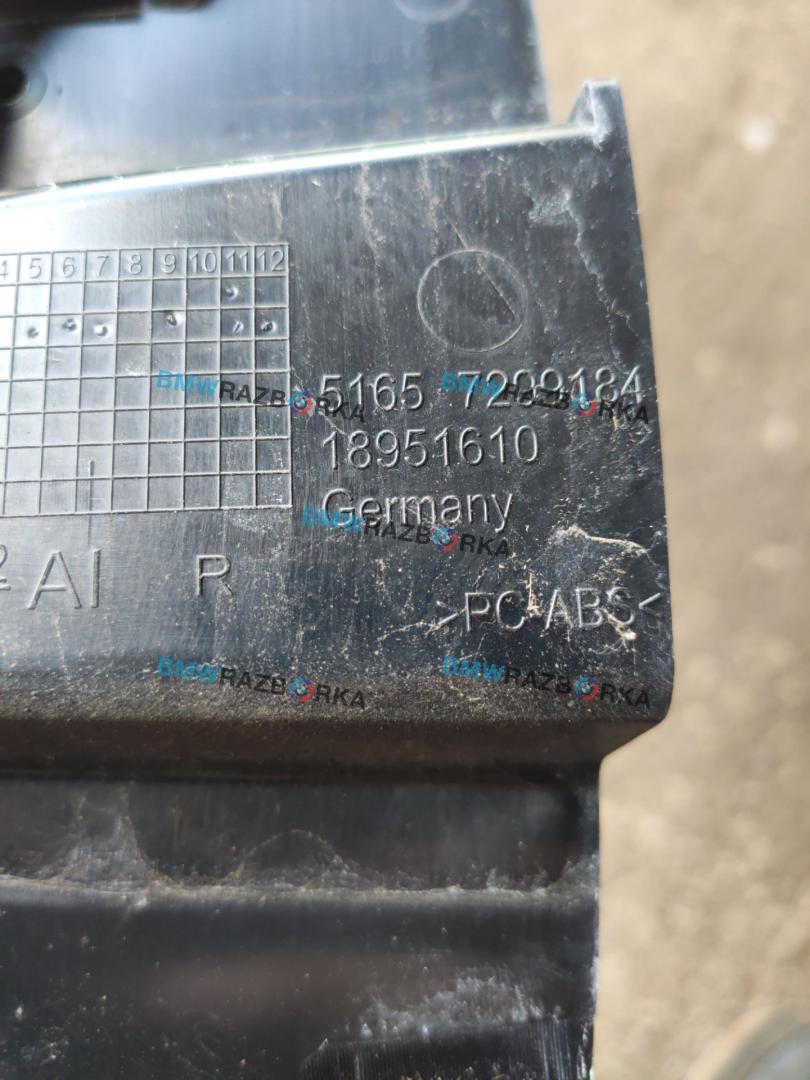 4 5 6 7 8 9 10 11 12
5165 7209184
18951610
Germany
AI R
>PC-ABS<
BMWRAZBORKA
BMWRAZBORKA
BMWRAZBORKA
BMWRAZBORKA
BMWRAZBORKA